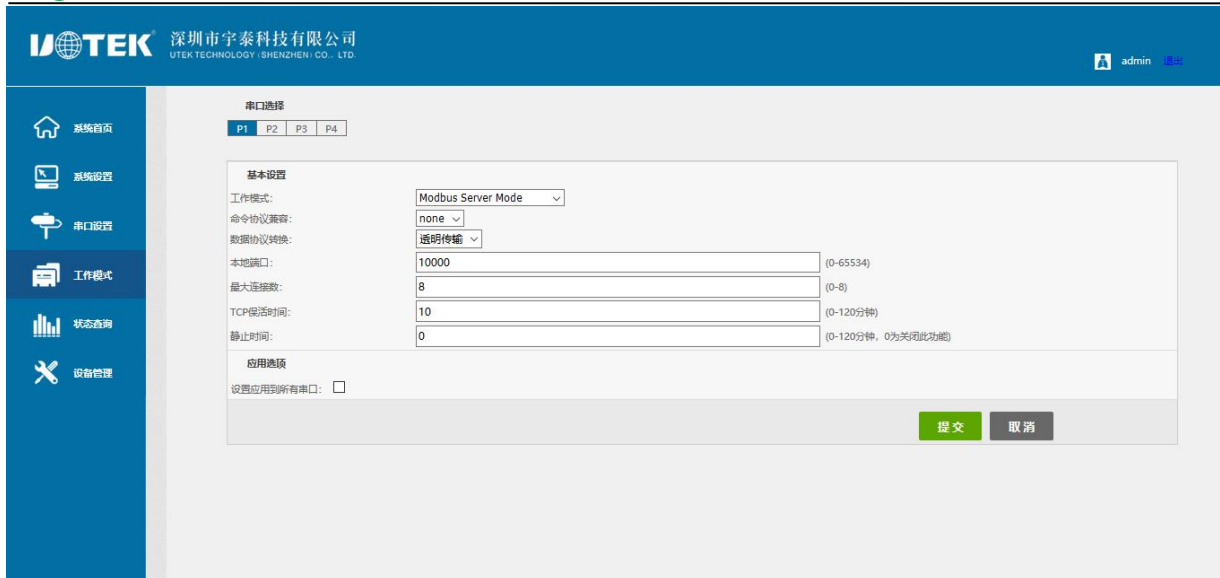 UOTEK® 深圳市宇泰科技有限公司
UTEK TECHNOLOGY (SHENZHEN) CO., LTD.
admin 退出
串口选择
P1 P2 P3 P4
系统首页
系统设置
串口设置
工作模式
状态查询
设备管理
基本设置
工作模式: Modbus Server Mode
命令协议兼容: none
数据协议转换: 透明传输
本地端口: 10000 (0-65534)
最大连接数: 8 (0-8)
TCP保活时间: 10 (0-120分钟)
静止时间: 0 (0-120分钟，0为关闭此功能)
应用选项
设置应用到所有串口:
提交 取消